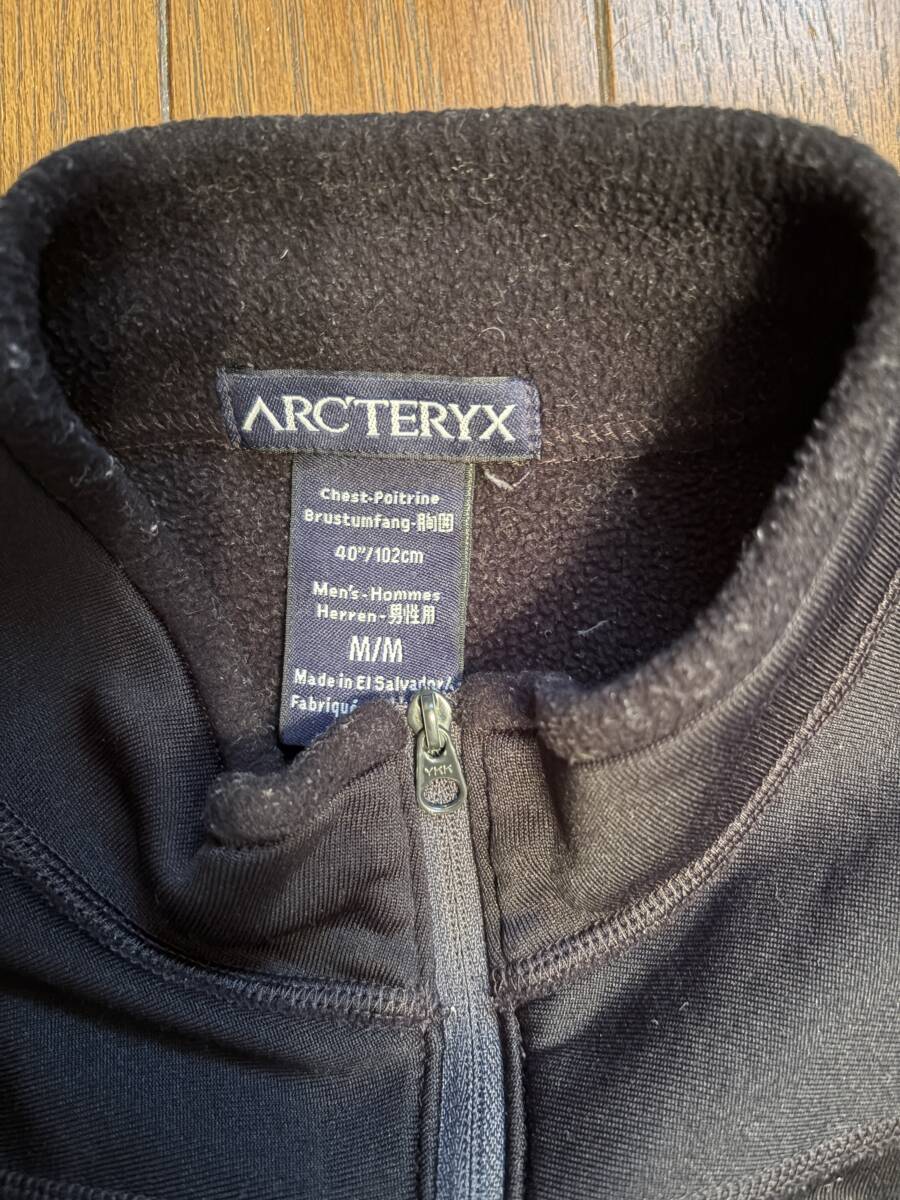 ARC'TERYX
Chest-Poitrine
Brustumfang-胸囲
40"/102cm
Men's-Hommes
Herren-男性用
M/M
Made in El Salvador/
Fabriqué
YKK